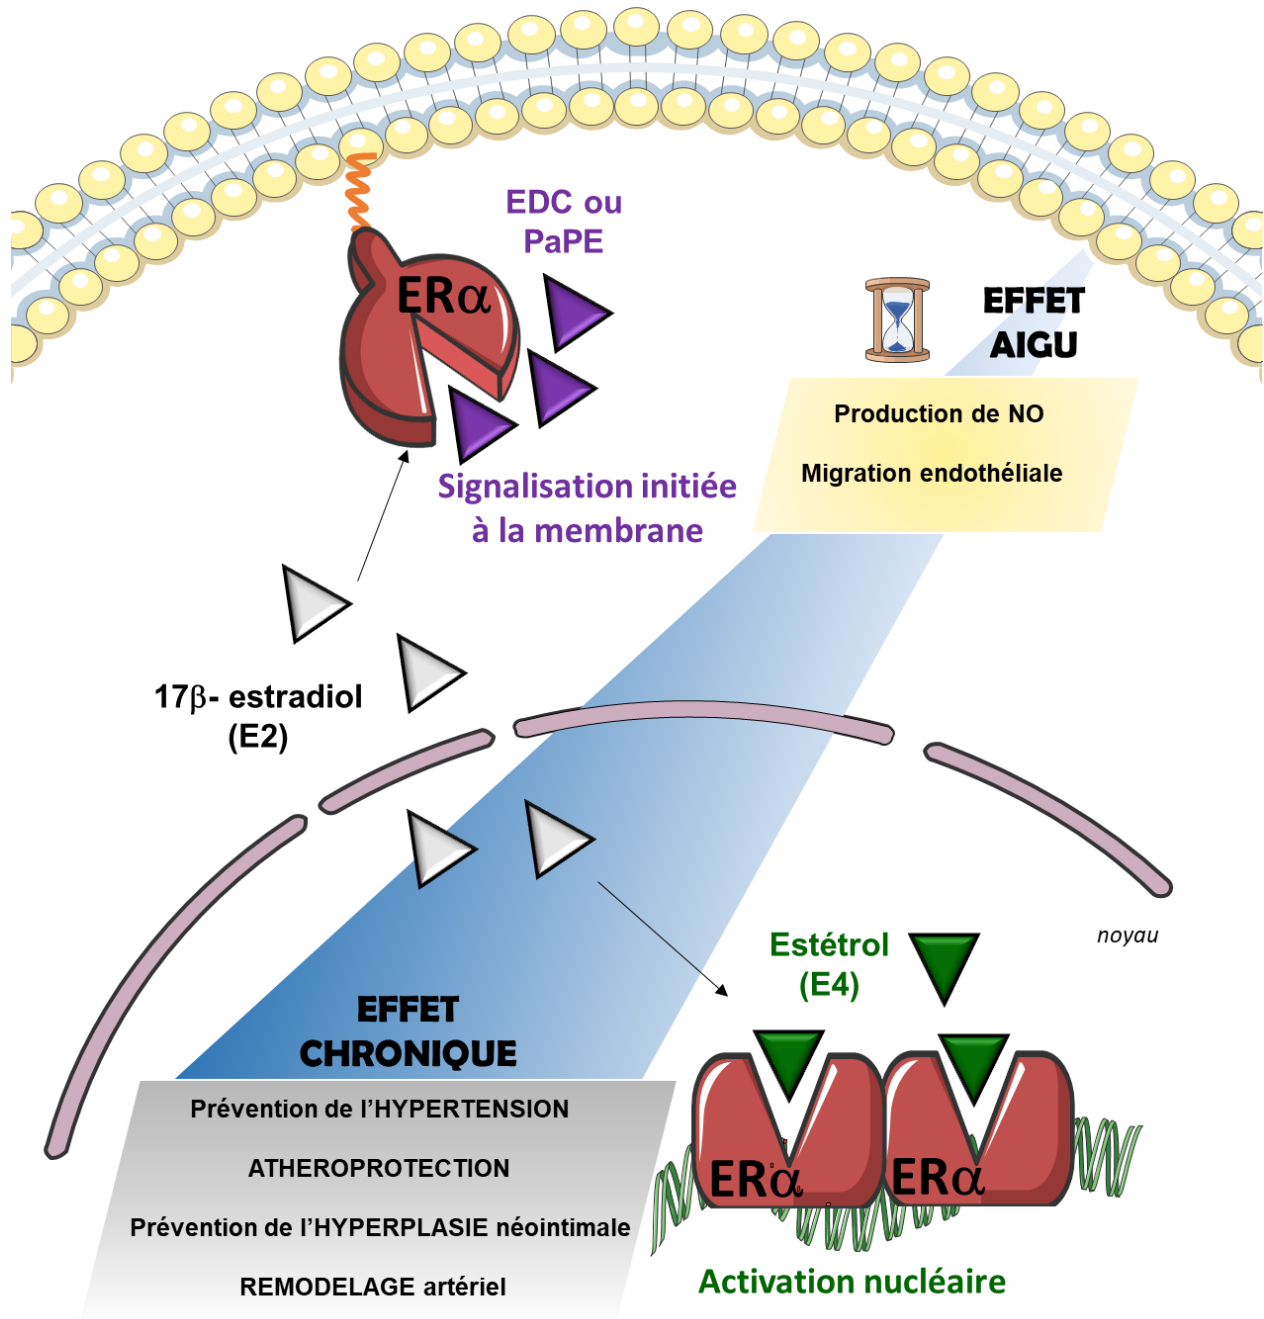 EDC ou
PaPE
ERα
EFFET
AIGU
Production de NO
Migration endothéliale
Signalisation initiée
à la membrane
17β- estradiol
(E2)
noyau
Estétrol
(E4)
EFFET
CHRONIQUE
Prévention de l’HYPERTENSION
ATHEROPROTECTION
Prévention de l’HYPERPLASIE néointimale
REMODELAGE artériel
ERα
ERα
Activation nucléaire